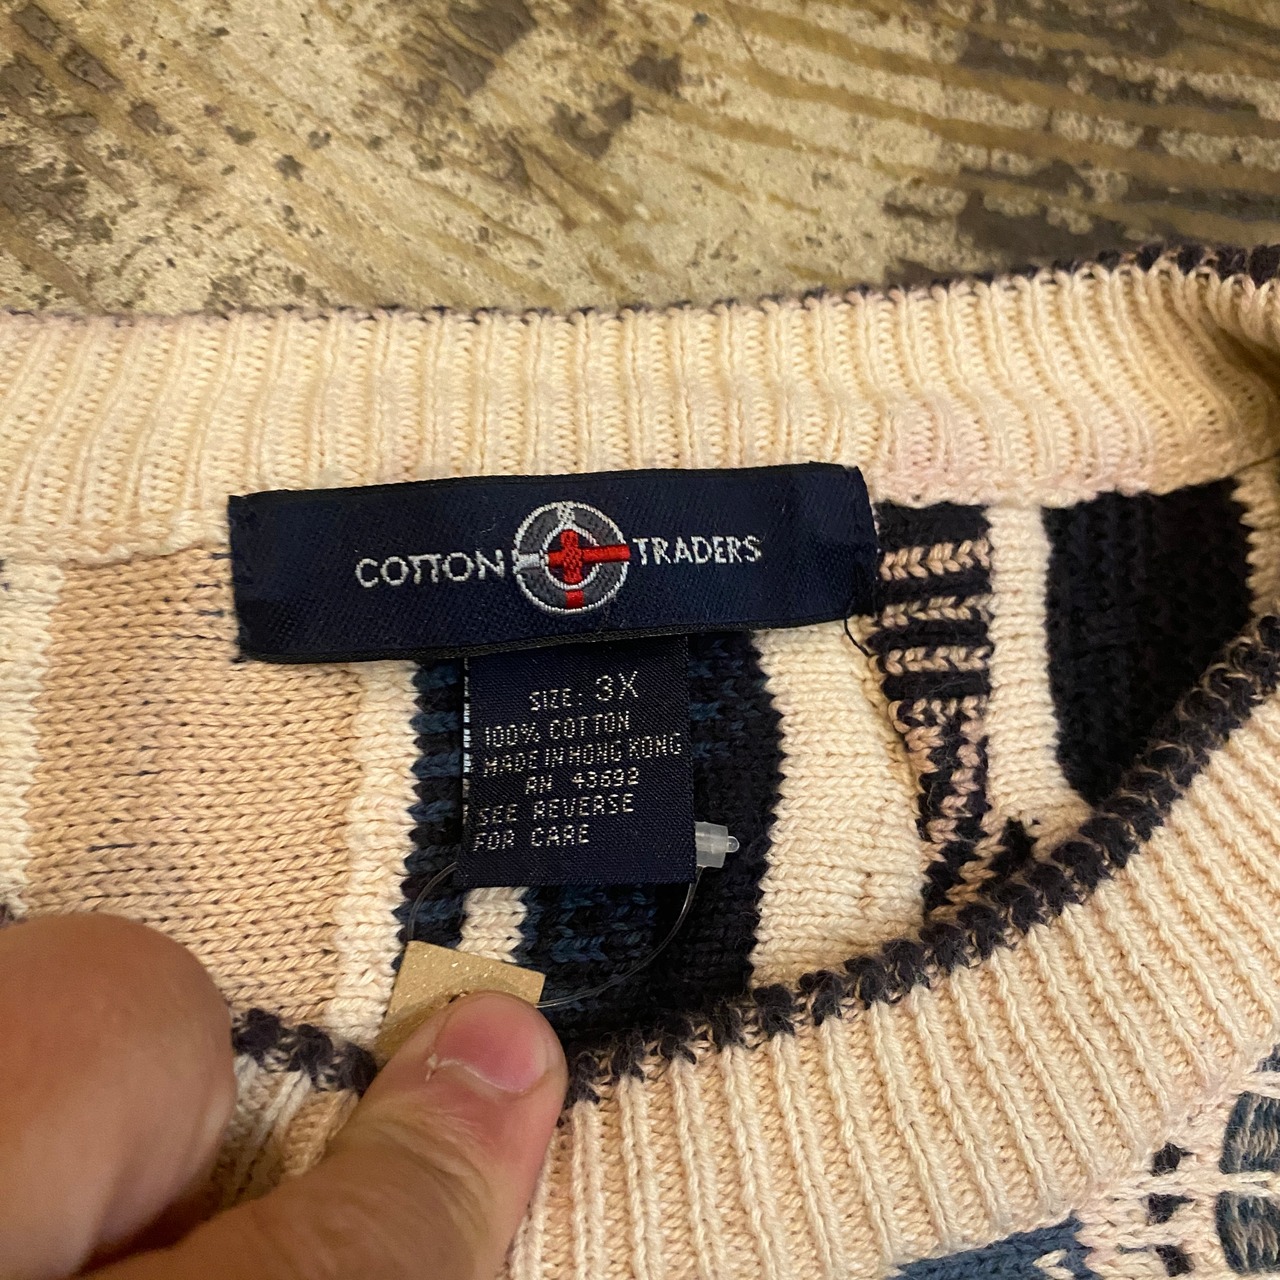 COTTON TRADERS
SIZE: 3X
100% COTTON
MADE IN HONG KONG
RN 43692
SEE REVERSE
FOR CARE